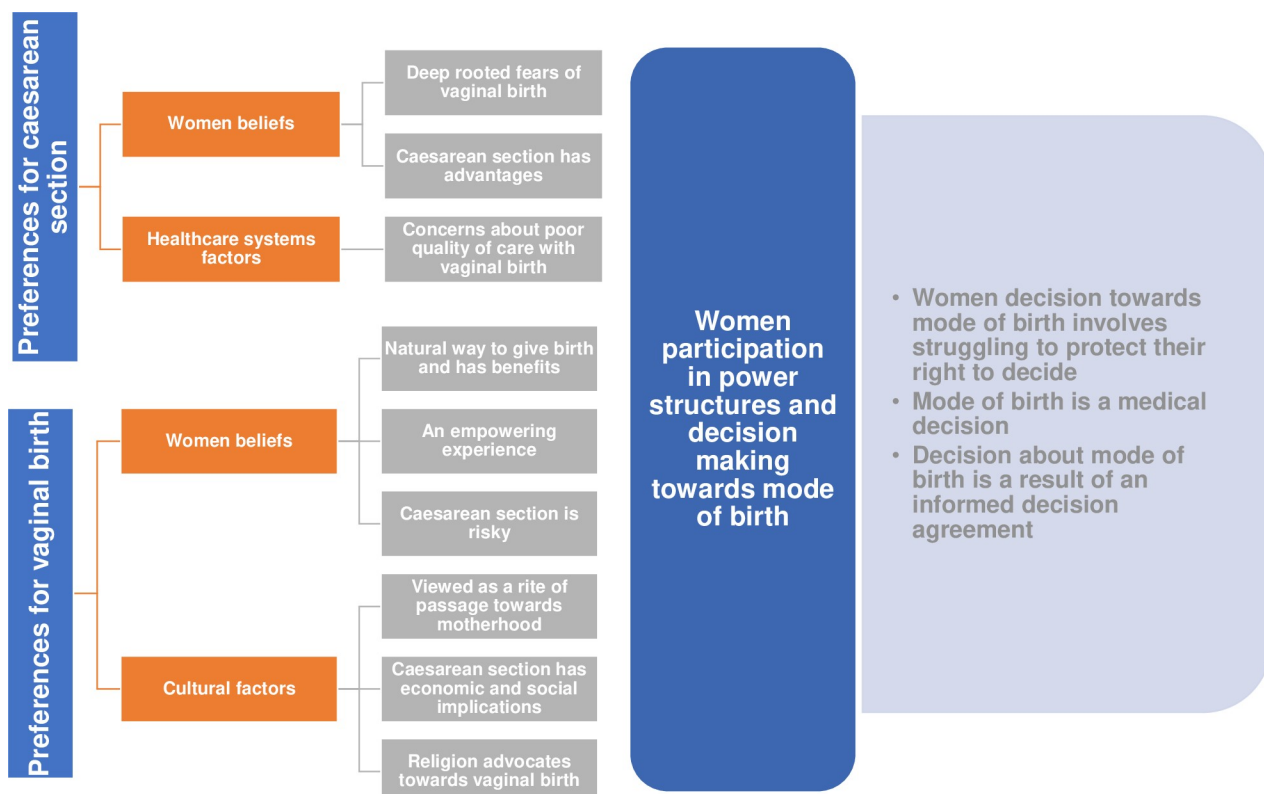 Preferences for caesarean
section
Women beliefs
Deep rooted fears of
vaginal birth
Caesarean section has
advantages
Healthcare systems
factors
Concerns about poor
quality of care with
vaginal birth
Preferences for vaginal birth
Women beliefs
Natural way to give birth
and has benefits
An empowering
experience
Caesarean section is
risky
Cultural factors
Viewed as a rite of
passage towards
motherhood
Caesarean section has
economic and social
implications
Religion advocates
towards vaginal birth
Women
participation
in power
structures and
decision
making
towards mode
of birth
• Women decision towards
mode of birth involves
struggling to protect their
right to decide
• Mode of birth is a medical
decision
• Decision about mode of
birth is a result of an
informed decision
agreement